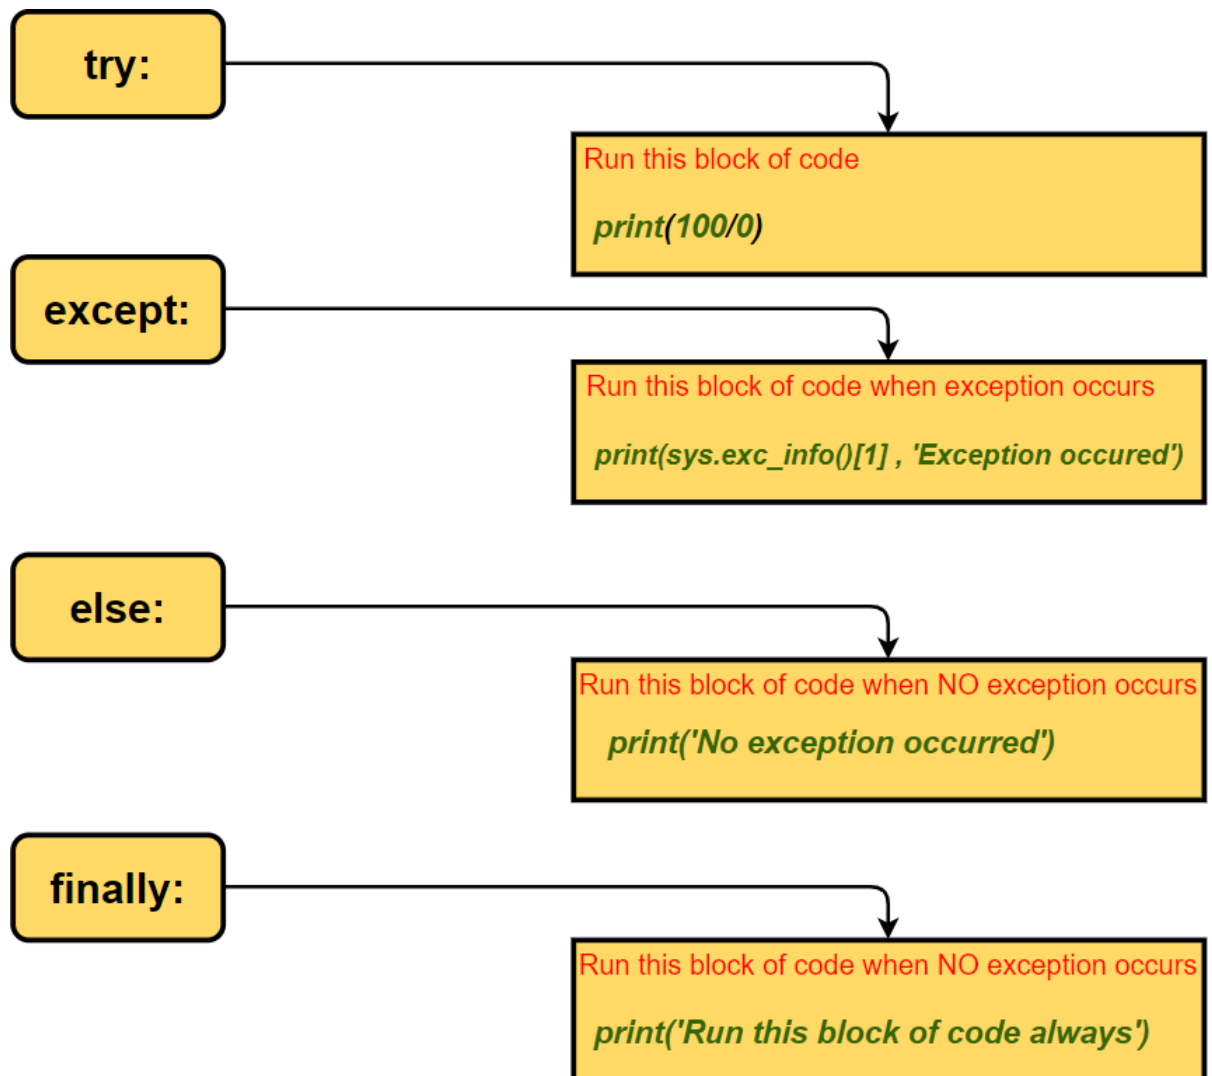 try:
Run this block of code
print(100/0)
except:
Run this block of code when exception occurs
print(sys.exc_info()[1] , 'Exception occured')
else:
Run this block of code when NO exception occurs
print('No exception occurred')
finally:
Run this block of code when NO exception occurs
print('Run this block of code always')